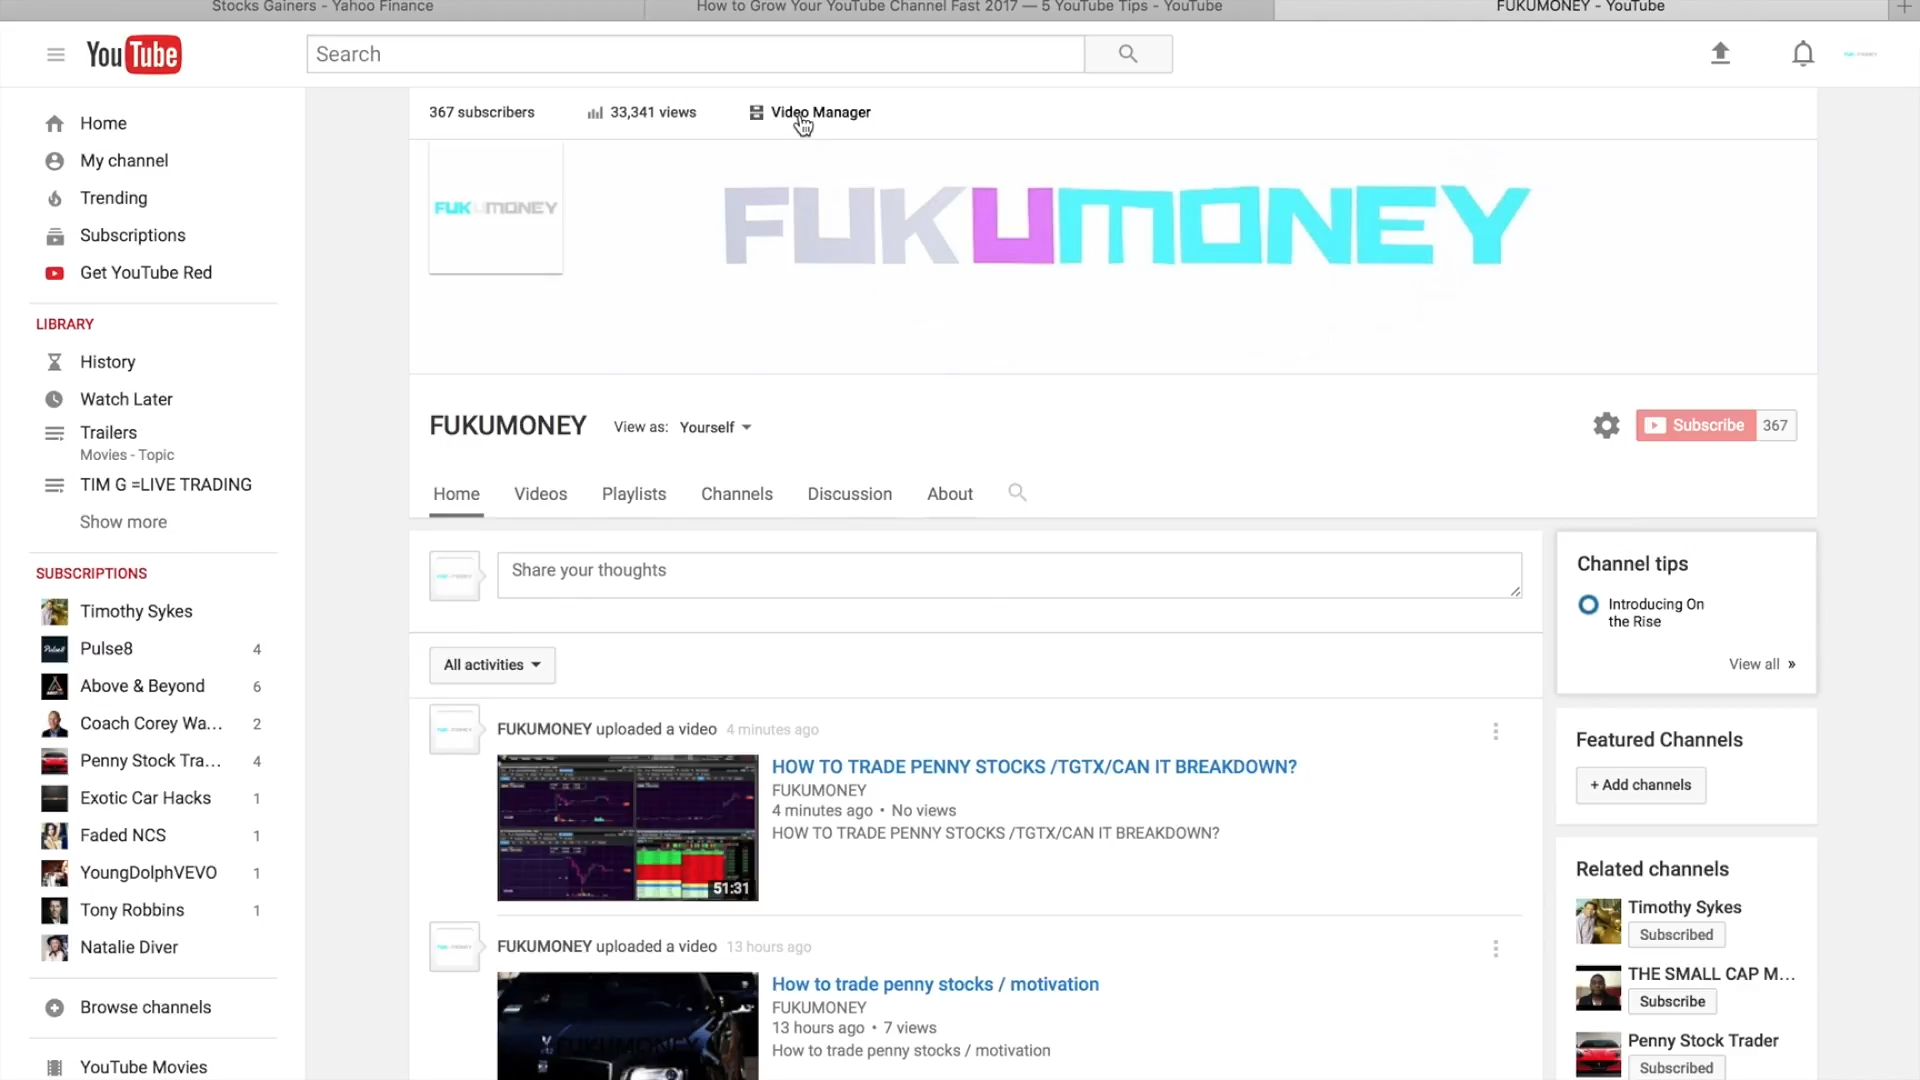 Stocks Gainers - Yahoo Finance
How to Grow Your YouTube Channel Fast 2017 — 5 YouTube Tips - YouTube
FUKUMONEY - YouTube
YouTube
Search
367 subscribers
33,341 views
Video Manager
FUKUMONEY
FUKUMONEY
Home
My channel
Trending
Subscriptions
Get YouTube Red
LIBRARY
History
Watch Later
Trailers
Movies - Topic
TIM G =LIVE TRADING
Show more
SUBSCRIPTIONS
Timothy Sykes
Pulse8 4
Above & Beyond 6
Coach Corey Wa... 2
Penny Stock Tra... 4
Exotic Car Hacks 1
Faded NCS 1
YoungDolphVEVO 1
Tony Robbins 1
Natalie Diver
Browse channels
YouTube Movies
FUKUMONEY
View as: Yourself
Subscribe 367
Home
Videos
Playlists
Channels
Discussion
About
Share your thoughts
All activities
FUKUMONEY uploaded a video 4 minutes ago
51:31
HOW TO TRADE PENNY STOCKS /TGTX/CAN IT BREAKDOWN?
FUKUMONEY
4 minutes ago • No views
HOW TO TRADE PENNY STOCKS /TGTX/CAN IT BREAKDOWN?
FUKUMONEY uploaded a video 13 hours ago
FUKUMONEY
How to trade penny stocks / motivation
FUKUMONEY
13 hours ago • 7 views
How to trade penny stocks / motivation
Channel tips
Introducing On
the Rise
View all »
Featured Channels
+ Add channels
Related channels
Timothy Sykes
Subscribed
THE SMALL CAP M...
Subscribe
Penny Stock Trader
Subscribed